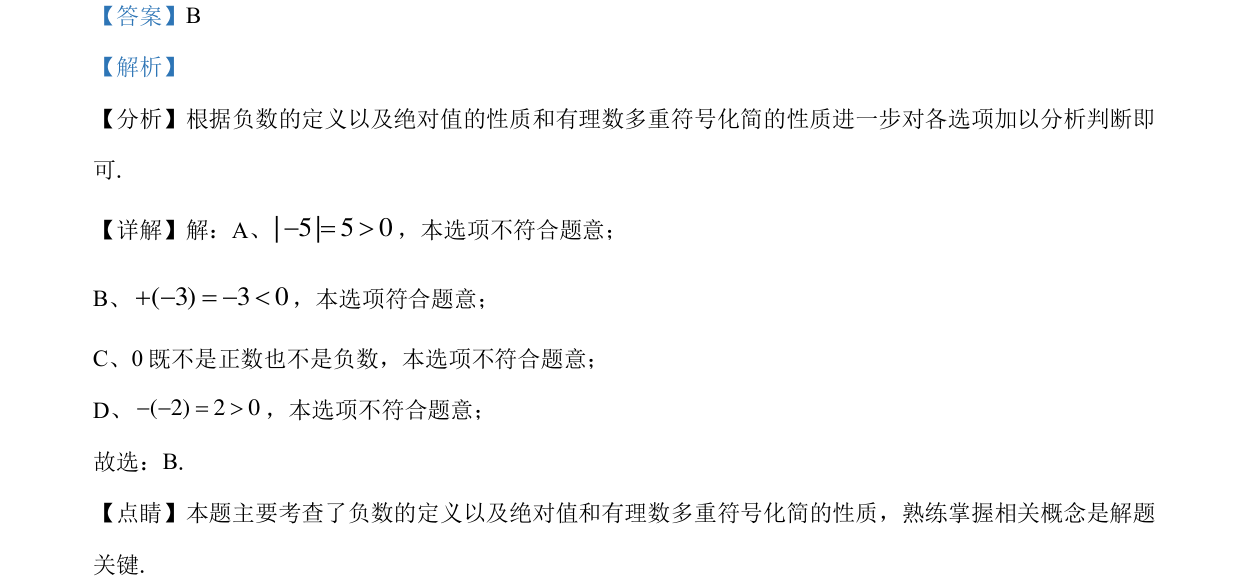 【答案】B
【解析】
【分析】根据负数的定义以及绝对值的性质和有理数多重符号化简的性质进一步对各选项加以分析判断即
可.
【详解】解：A、|−5|=5>0，本选项不符合题意；
B、+(−3)=−3<0，本选项符合题意；
C、0 既不是正数也不是负数，本选项不符合题意；
D、−(−2)=2>0，本选项不符合题意；
故选：B.
【点睛】本题主要考查了负数的定义以及绝对值和有理数多重符号化简的性质，熟练掌握相关概念是解题
关键.